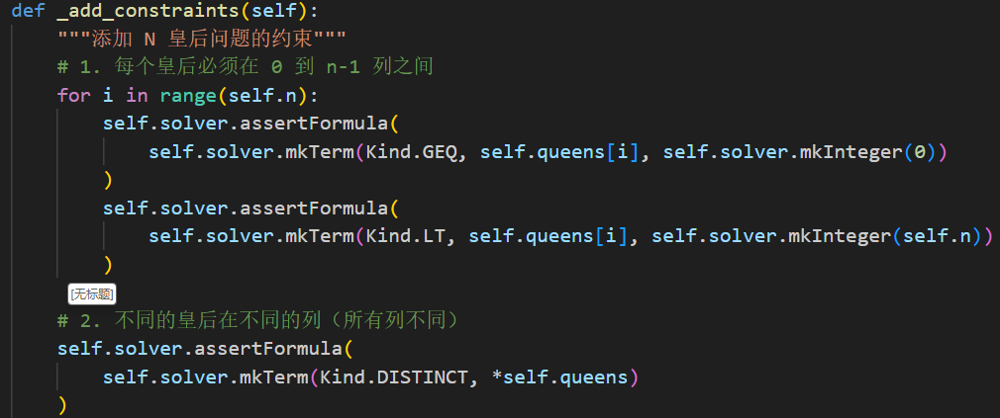 def _add_constraints(self):
    """添加 N 皇后问题的约束"""
    # 1. 每个皇后必须在 0 到 n-1 列之间
    for i in range(self.n):
        self.solver.assertFormula(
            self.solver.mkTerm(Kind.GEQ, self.queens[i], self.solver.mkInteger(0))
        )
        self.solver.assertFormula(
            self.solver.mkTerm(Kind.LT, self.queens[i], self.solver.mkInteger(self.n))
        )
[无标题]
    # 2. 不同的皇后在不同的列（所有列不同）
    self.solver.assertFormula(
        self.solver.mkTerm(Kind.DISTINCT, *self.queens)
    )